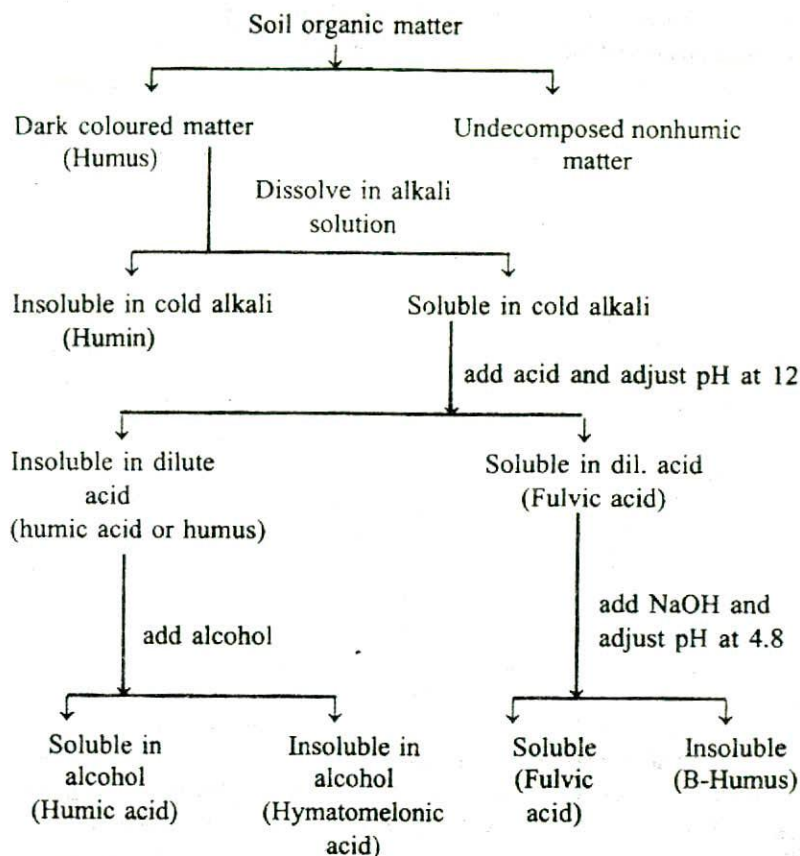 Soil organic matter
Dark coloured matter
(Humus)
Undecomposed nonhumic
matter
Dissolve in alkali
solution
Insoluble in cold alkali
(Humin)
Soluble in cold alkali
add acid and adjust pH at 12
Insoluble in dilute
acid
(humic acid or humus)
Soluble in dil. acid
(Fulvic acid)
add alcohol
add NaOH and
adjust pH at 4.8
Soluble in
alcohol
(Humic acid)
Insoluble in
alcohol
(Hymatomelonic
acid)
Soluble
(Fulvic
acid)
Insoluble
(B-Humus)